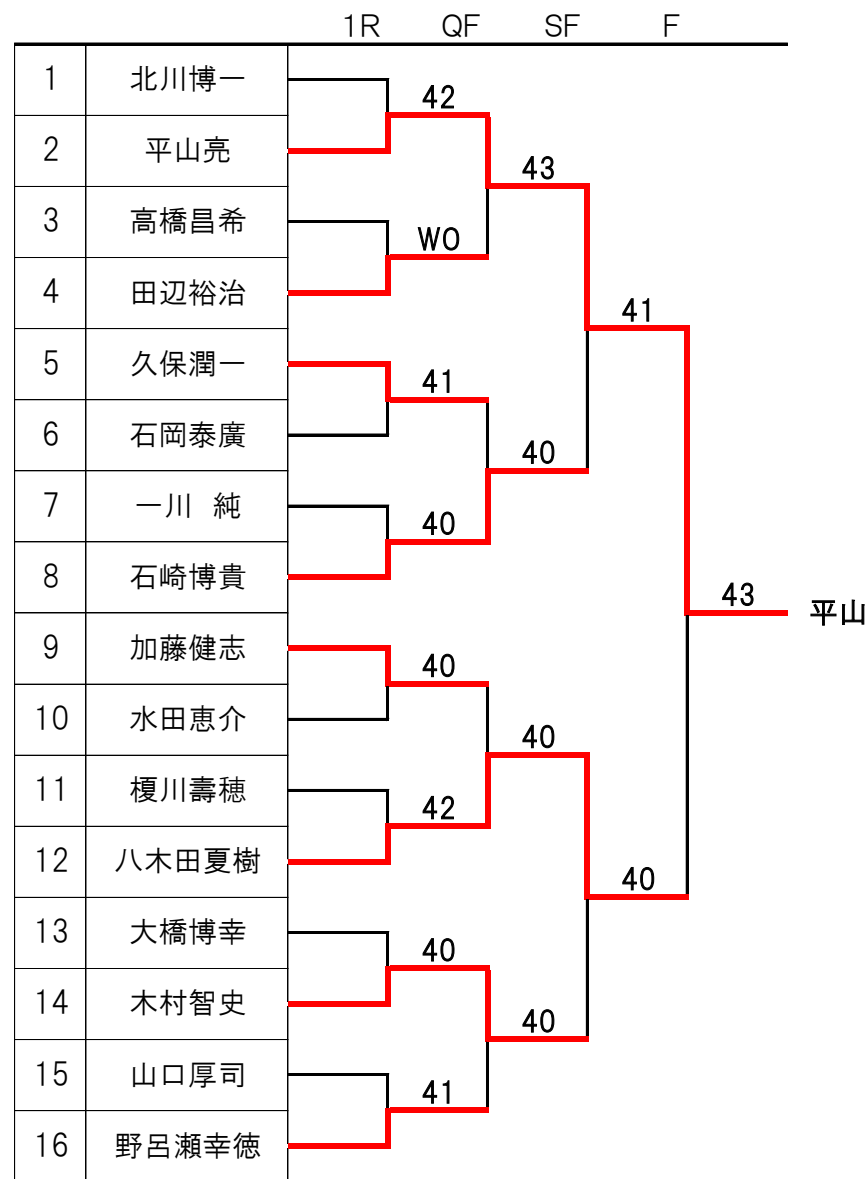 1R QF SF F
1 北川博一
42
2 平山亮
43
3 高橋昌希
WO
4 田辺裕治
41
5 久保潤一
41
6 石岡泰廣
40
7 一川 純
40
8 石崎博貴
43
平山
9 加藤健志
40
10 水田恵介
40
11 榎川壽穂
42
12 八木田夏樹
40
13 大橋博幸
40
14 木村智史
40
15 山口厚司
41
16 野呂瀬幸徳